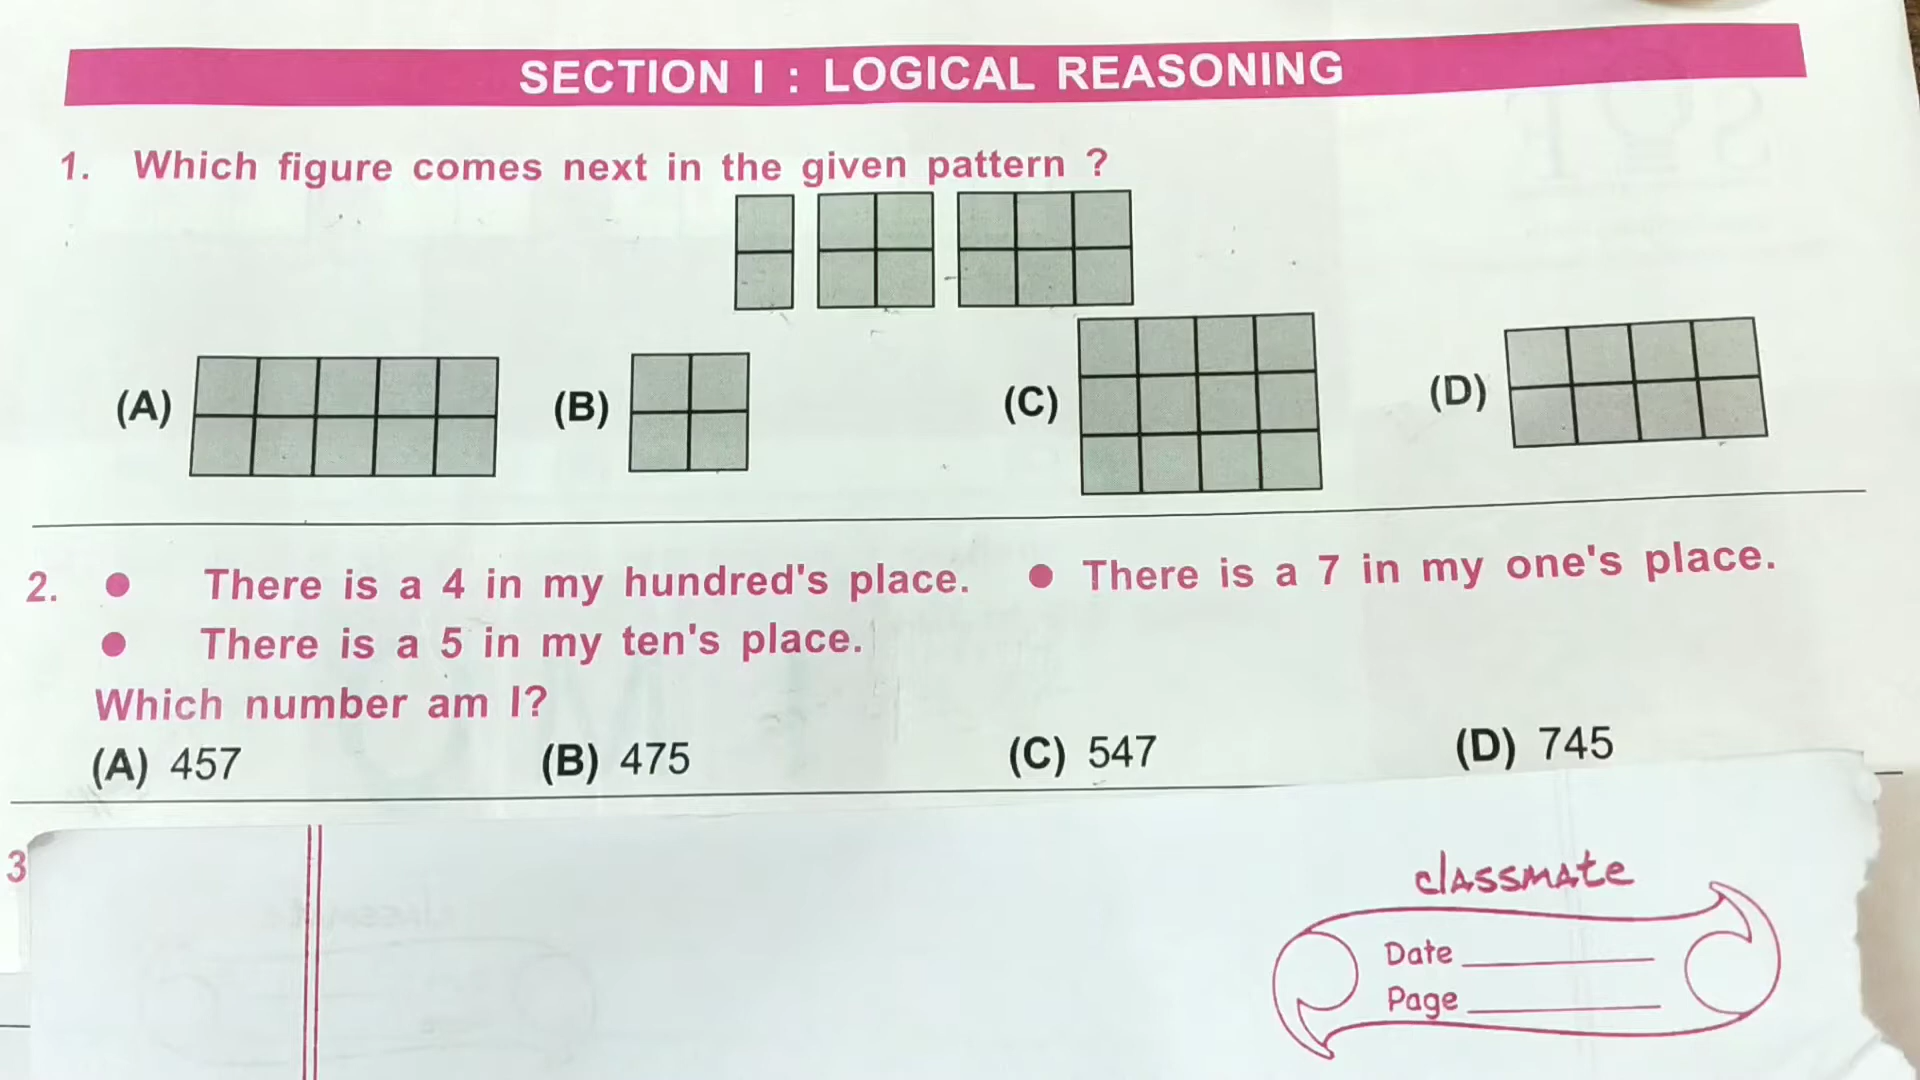 SECTION I : LOGICAL REASONING
1. Which figure comes next in the given pattern ?
(A) (B) (C) (D)
2. ● There is a 4 in my hundred's place. ● There is a 7 in my one's place.
● There is a 5 in my ten's place.
Which number am I?
(A) 457 (B) 475 (C) 547 (D) 745
3
classmate
Date
Page